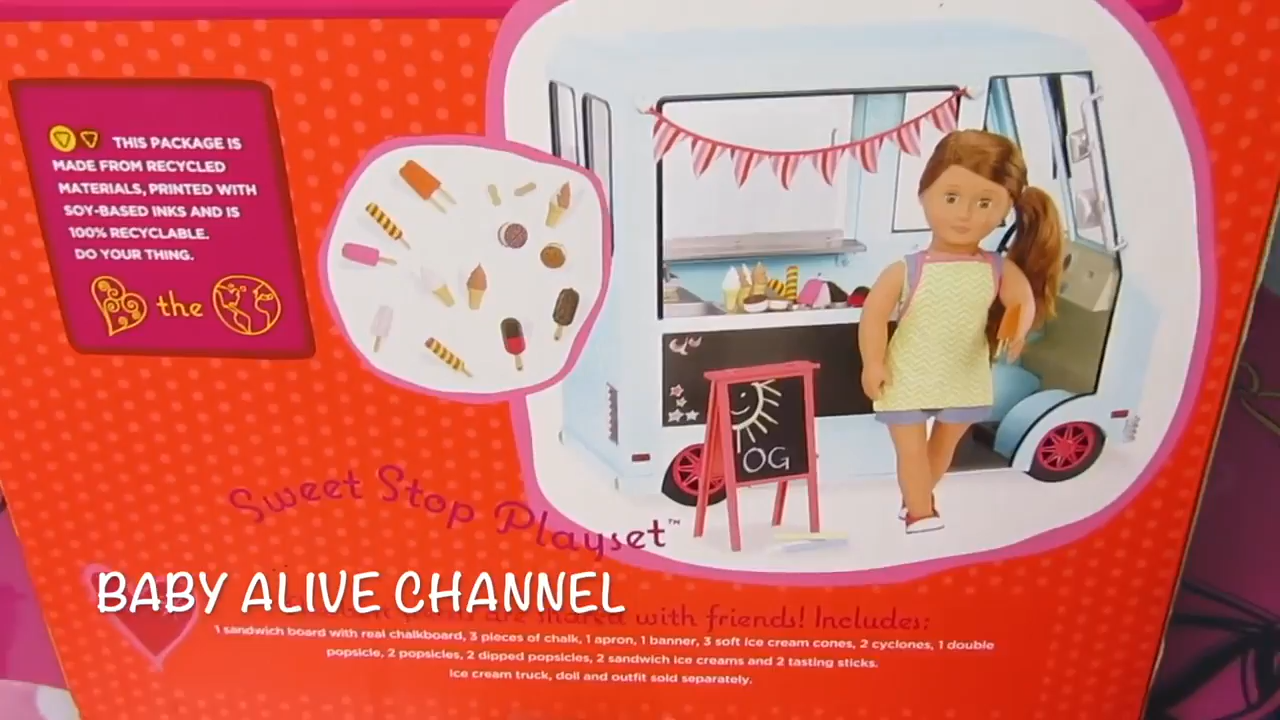 THIS PACKAGE IS
MADE FROM RECYCLED
MATERIALS, PRINTED WITH
SOY-BASED INKS AND IS
100% RECYCLABLE.
DO YOUR THING.
the
OG
Sweet Stop Playset™
BABY ALIVE CHANNEL
are shared with friends! Includes:
1 sandwich board with real chalkboard, 3 pieces of chalk, 1 apron, 1 banner, 3 soft ice cream cones, 2 cyclones, 1 double
popsicle, 2 popsicles, 2 dipped popsicles, 2 sandwich ice creams and 2 tasting sticks.
Ice cream truck, doll and outfit sold separately.